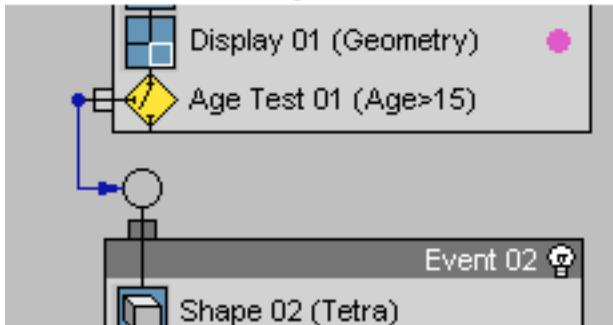 Display 01 (Geometry)
Age Test 01 (Age>15)
Event 02
Shape 02 (Tetra)